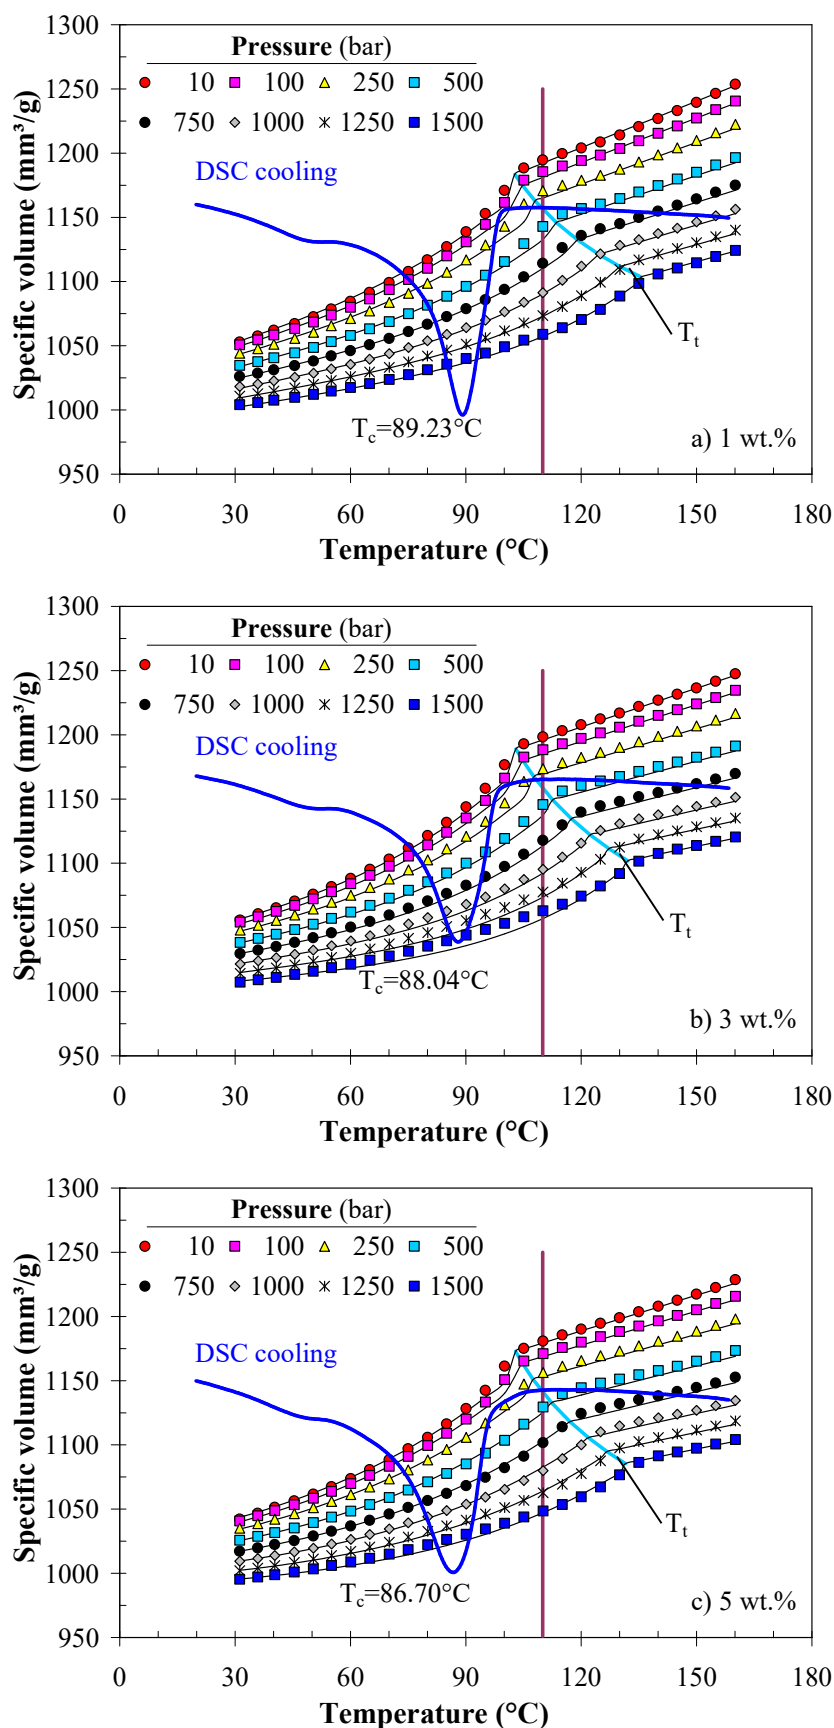 1300
Pressure (bar)
10 100 250 500
1250
750 1000 1250 1500
1200
DSC cooling
1150
1100
Tt
1050
1000
Tc=89.23°C
a) 1 wt.%
950
0 30 60 90 120 150 180
Temperature (°C)
Specific volume (mm³/g)
1300
Pressure (bar)
10 100 250 500
1250
750 1000 1250 1500
1200
DSC cooling
1150
1100
Tt
1050
1000
Tc=88.04°C
b) 3 wt.%
950
0 30 60 90 120 150 180
Temperature (°C)
Specific volume (mm³/g)
1300
Pressure (bar)
10 100 250 500
1250
750 1000 1250 1500
1200
DSC cooling
1150
1100
Tt
1050
1000
Tc=86.70°C
c) 5 wt.%
950
0 30 60 90 120 150 180
Temperature (°C)
Specific volume (mm³/g)